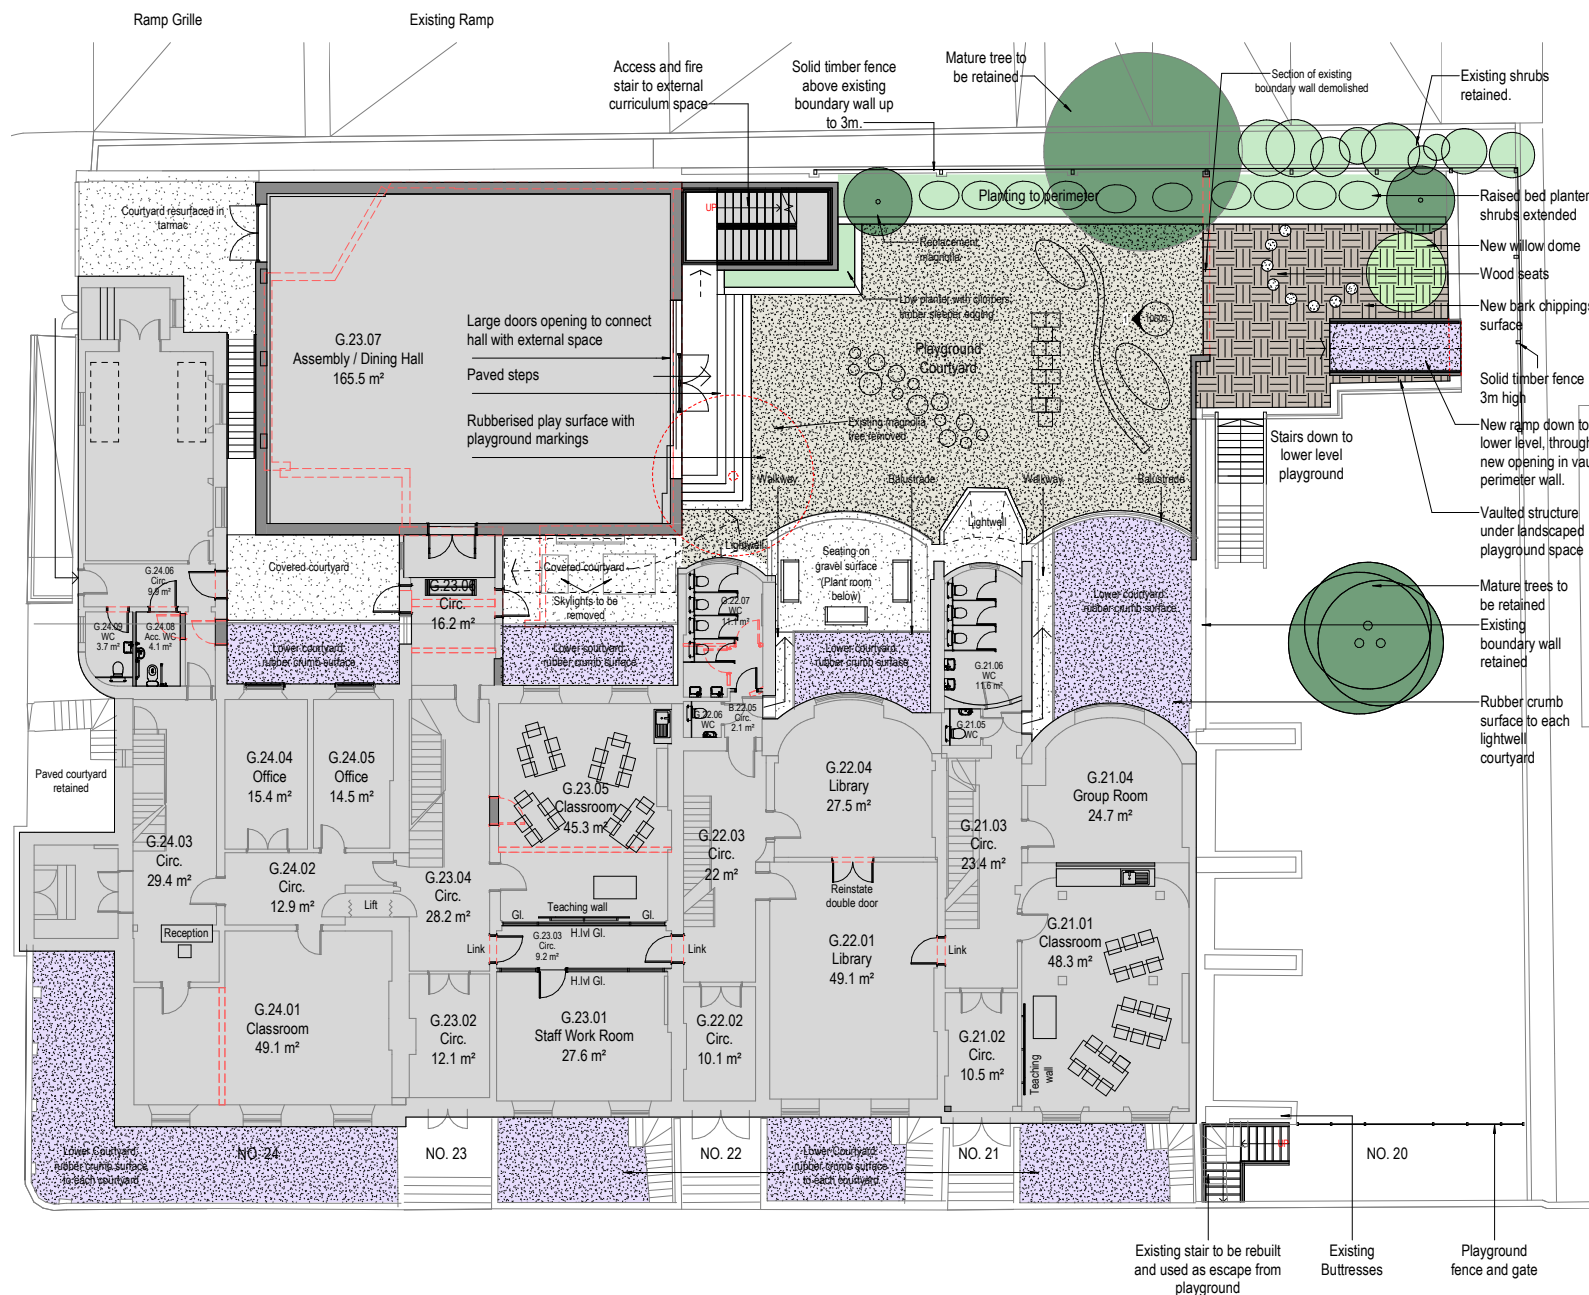 Ramp Grille
Existing Ramp
Access and fire
stair to external
curriculum space
Solid timber fence
above existing
boundary wall up
to 3m.
Mature tree to
be retained
Section of existing
boundary wall demolished
Existing shrubs
retained.
Courtyard resurfaced in
tarmac
UP
Planting to perimeter
Raised bed planter
shrubs extended
New willow dome
Wood seats
New bark chippings
surface
Replacement
magnolia
Low planter with climbers
timber sleeper edging
G.23.07
Assembly / Dining Hall
165.5 m²
Large doors opening to connect
hall with external space
Paved steps
Rubberised play surface with
playground markings
Playground
Courtyard
Existing magnolia
tree removed
Solid timber fence
3m high
New ramp down to
lower level, through
new opening in
perimeter wall.
Stairs down to
lower level
playground
Vaulted structure
under landscaped
playground space
Walkway
Balustrade
Walkway
Balustrade
Lightwell
Lightwell
Covered courtyard
Covered courtyard
Skylights to be
removed
Seating on
gravel surface
(Plant room
below)
Mature trees to
be retained
Existing
boundary wall
retained
Rubber crumb
surface to each
lightwell
courtyard
G.24.06
Circ.
9.9 m²
G.24.09
WC
3.7 m²
G.24.08
Acc. WC
4.1 m²
Circ.
16.2 m²
G.22.07
WC
Lower courtyard
rubber crumb surface
Lower courtyard
rubber crumb surface
Lower courtyard
rubber crumb surface
Lower courtyard
rubber crumb surface
G.21.06
WC
11.6 m²
G.22.06
WC
B.22.05
Circ.
2.1 m²
G.21.05
WC
Paved courtyard
retained
G.24.04
Office
15.4 m²
G.24.05
Office
14.5 m²
G.23.05
Classroom
45.3 m²
G.22.04
Library
27.5 m²
G.21.04
Group Room
24.7 m²
G.24.03
Circ.
29.4 m²
G.24.02
Circ.
12.9 m²
Lift
G.23.04
Circ.
28.2 m²
G.22.03
Circ.
22 m²
G.21.03
Circ.
23.4 m²
Reinstate
double door
Teaching wall
Gl.
Gl.
H.lvl Gl.
H.lvl Gl.
G.23.03
Circ.
9.2 m²
Link
Link
Link
Reception
G.22.01
Library
49.1 m²
G.21.01
Classroom
48.3 m²
G.24.01
Classroom
49.1 m²
G.23.02
Circ.
12.1 m²
G.23.01
Staff Work Room
27.6 m²
G.22.02
Circ.
10.1 m²
G.21.02
Circ.
10.5 m²
Teaching
wall
Lower Courtyard
rubber crumb surface
to each courtyard
NO. 24
NO. 23
NO. 22
Lower Courtyard
rubber crumb surface
to each courtyard
NO. 21
UP
NO. 20
Existing stair to be rebuilt
and used as escape from
playground
Existing
Buttresses
Playground
fence and gate